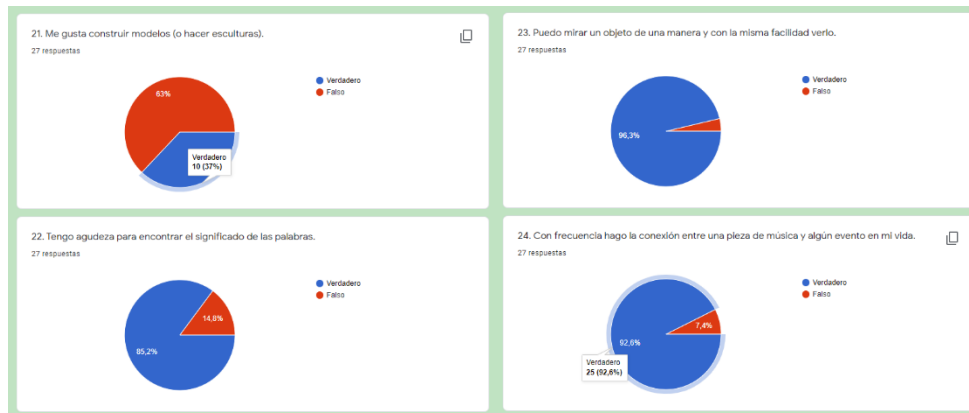 21. Me gusta construir modelos (o hacer esculturas).
27 respuestas
Verdadero
Falso
63%
Verdadero
10 (37%)
23. Puedo mirar un objeto de una manera y con la misma facilidad verlo.
27 respuestas
Verdadero
Falso
96,3%
22. Tengo agudeza para encontrar el significado de las palabras.
27 respuestas
Verdadero
Falso
14,8%
85,2%
24. Con frecuencia hago la conexión entre una pieza de música y algún evento en mi vida.
27 respuestas
Verdadero
Falso
7,4%
92,6%
Verdadero
25 (92,6%)